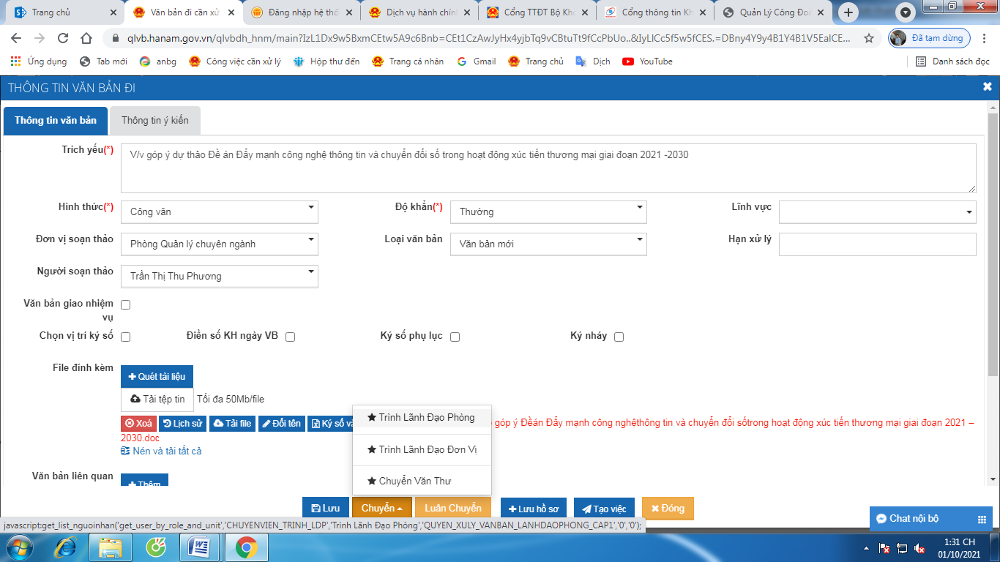 Trang chủ
Văn bản đi cần xử
Đăng nhập hệ thố
Dịch vụ hành chín
Cổng TTĐT Bộ Kho
Cổng thông tin Kh
Quản Lý Công Đoà
qlvb.hanam.gov.vn/qlvbdh_hnm/main?IzL1Dx9w5BxmCEtw5A9c6Bnb=CEt1CzAwJyHx4yjbTq9vCBtuTt9fCcPbUo..&IyLlCc5f5w5fCES.=DBny4Y9y4B1Y4B1V5EaICE...
Đã tạm dừng
Ứng dụng
Tab mới
anbg
Công việc cần xử lý
Hộp thư đến
Trang cá nhân
Gmail
Trang chủ
Dịch
YouTube
Danh sách đọc
THÔNG TIN VĂN BẢN ĐI
Thông tin văn bản
Thông tin ý kiến
Trích yếu(*)
V/v góp ý dự thảo Đề án Đẩy mạnh công nghệ thông tin và chuyển đổi số trong hoạt động xúc tiến thương mại giai đoạn 2021 -2030
Hình thức(*)
Công văn
Độ khẩn(*)
Thường
Lĩnh vực
Đơn vị soạn thảo
Phòng Quản lý chuyên ngành
Loại văn bản
Văn bản mới
Hạn xử lý
Người soạn thảo
Trần Thị Thu Phương
Văn bản giao nhiệm
vụ
Chọn vị trí ký số
Điền số KH ngày VB
Ký số phụ lục
Ký nháy
File đính kèm
Quét tài liệu
Tải tệp tin
Tối đa 50Mb/file
Xoá
Lịch sử
Tải file
Đổi tên
Ký số và
góp ý Đềán Đẩy mạnh công nghệthông tin và chuyển đổi sốtrong hoạt động xúc tiến thương mại giai đoạn 2021 –
2030.doc
Nén và tải tất cả
Trình Lãnh Đạo Phòng
Trình Lãnh Đạo Đơn Vị
Chuyển Văn Thư
Văn bản liên quan
Thêm
Lưu
Chuyển
Luân Chuyển
Lưu hồ sơ
Tạo việc
Đóng
Chat nội bộ
javascript:get_list_nguoinhan('get_user_by_role_and_unit','CHUYENVIEN_TRINH_LDP','Trình Lãnh Đạo Phòng','QUYEN_XULY_VANBAN_LANHDAOPHONG_CAP1','0','0');
1:31 CH
01/10/2021